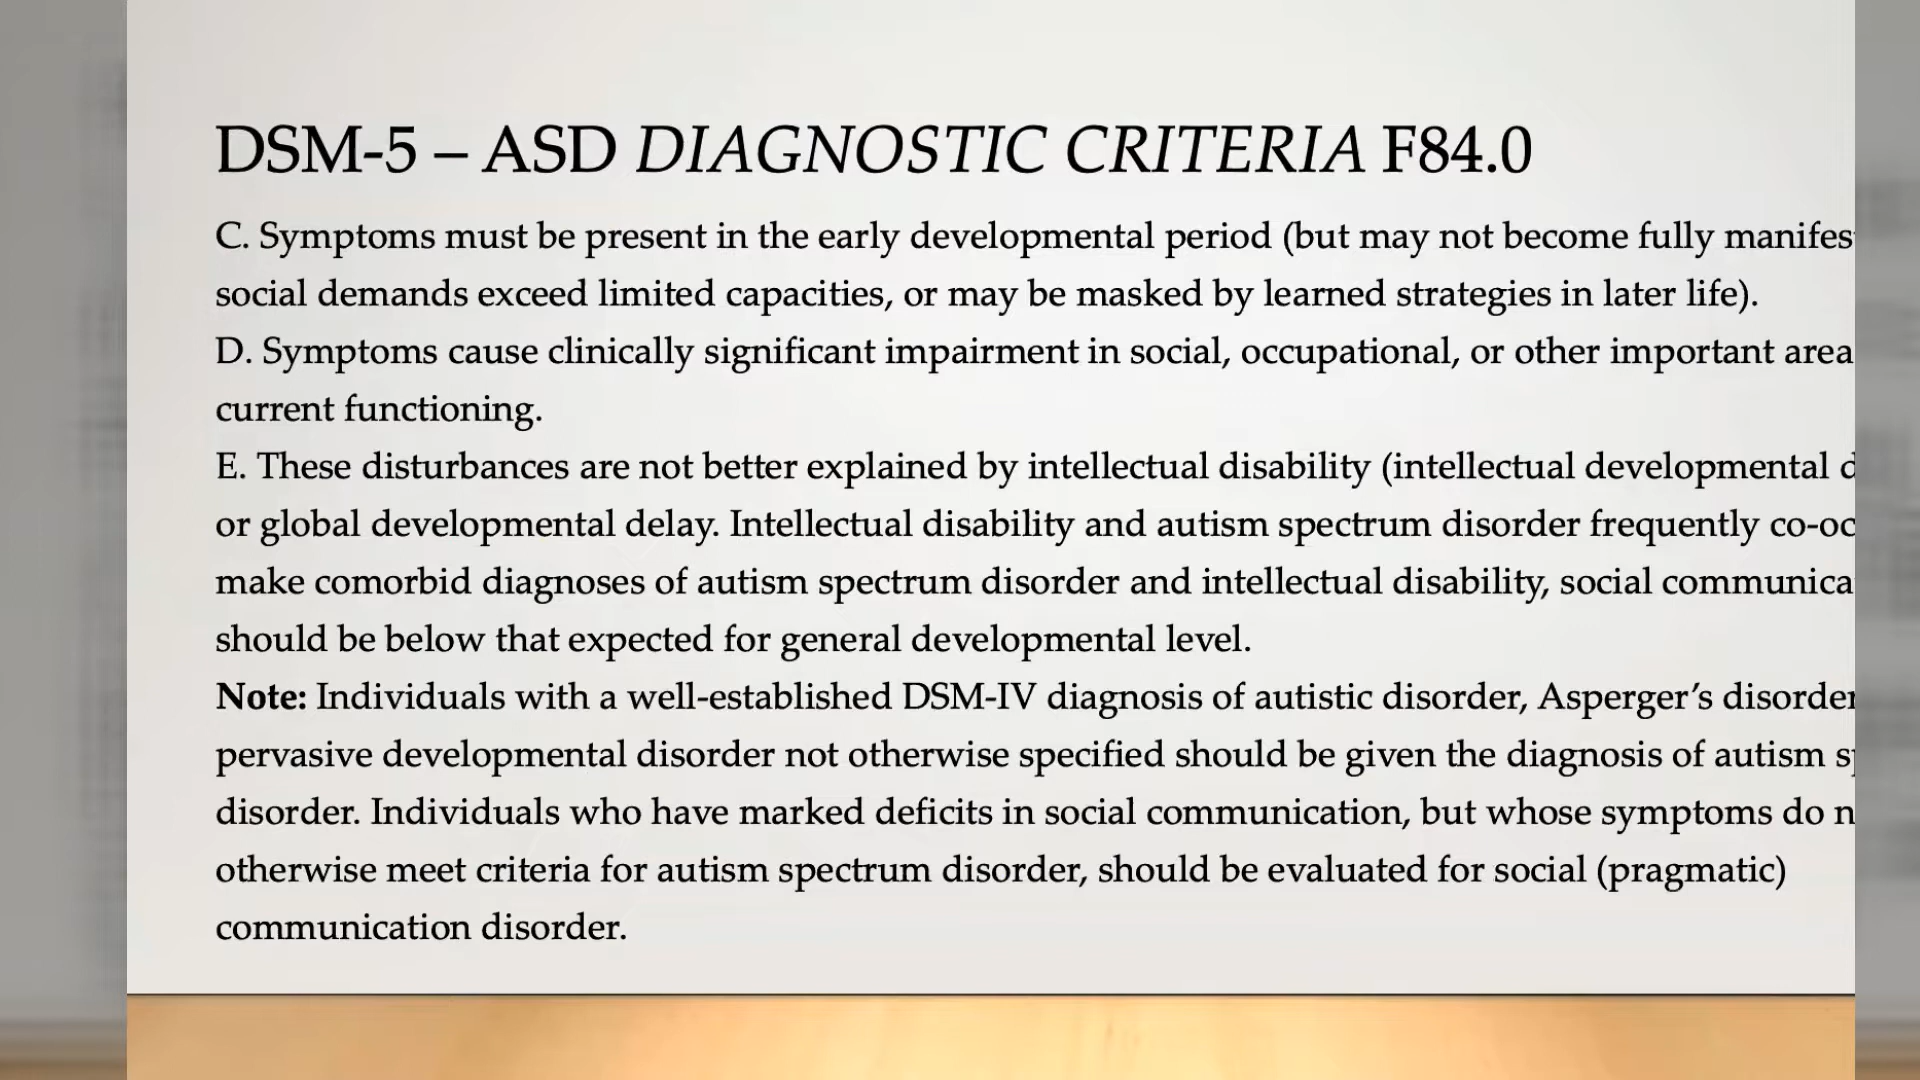 DSM-5 – ASD DIAGNOSTIC CRITERIA F84.0
C. Symptoms must be present in the early developmental period (but may not become fully
social demands exceed limited capacities, or may be masked by learned strategies in later life).
D. Symptoms cause clinically significant impairment in social, occupational, or other important
current functioning.
E. These disturbances are not better explained by intellectual disability (intellectual developmental
or global developmental delay. Intellectual disability and autism spectrum disorder frequently
make comorbid diagnoses of autism spectrum disorder and intellectual disability, social
should be below that expected for general developmental level.
Note: Individuals with a well-established DSM-IV diagnosis of autistic disorder, Asperger’s disorder
pervasive developmental disorder not otherwise specified should be given the diagnosis of autism
disorder. Individuals who have marked deficits in social communication, but whose symptoms do
otherwise meet criteria for autism spectrum disorder, should be evaluated for social (pragmatic)
communication disorder.